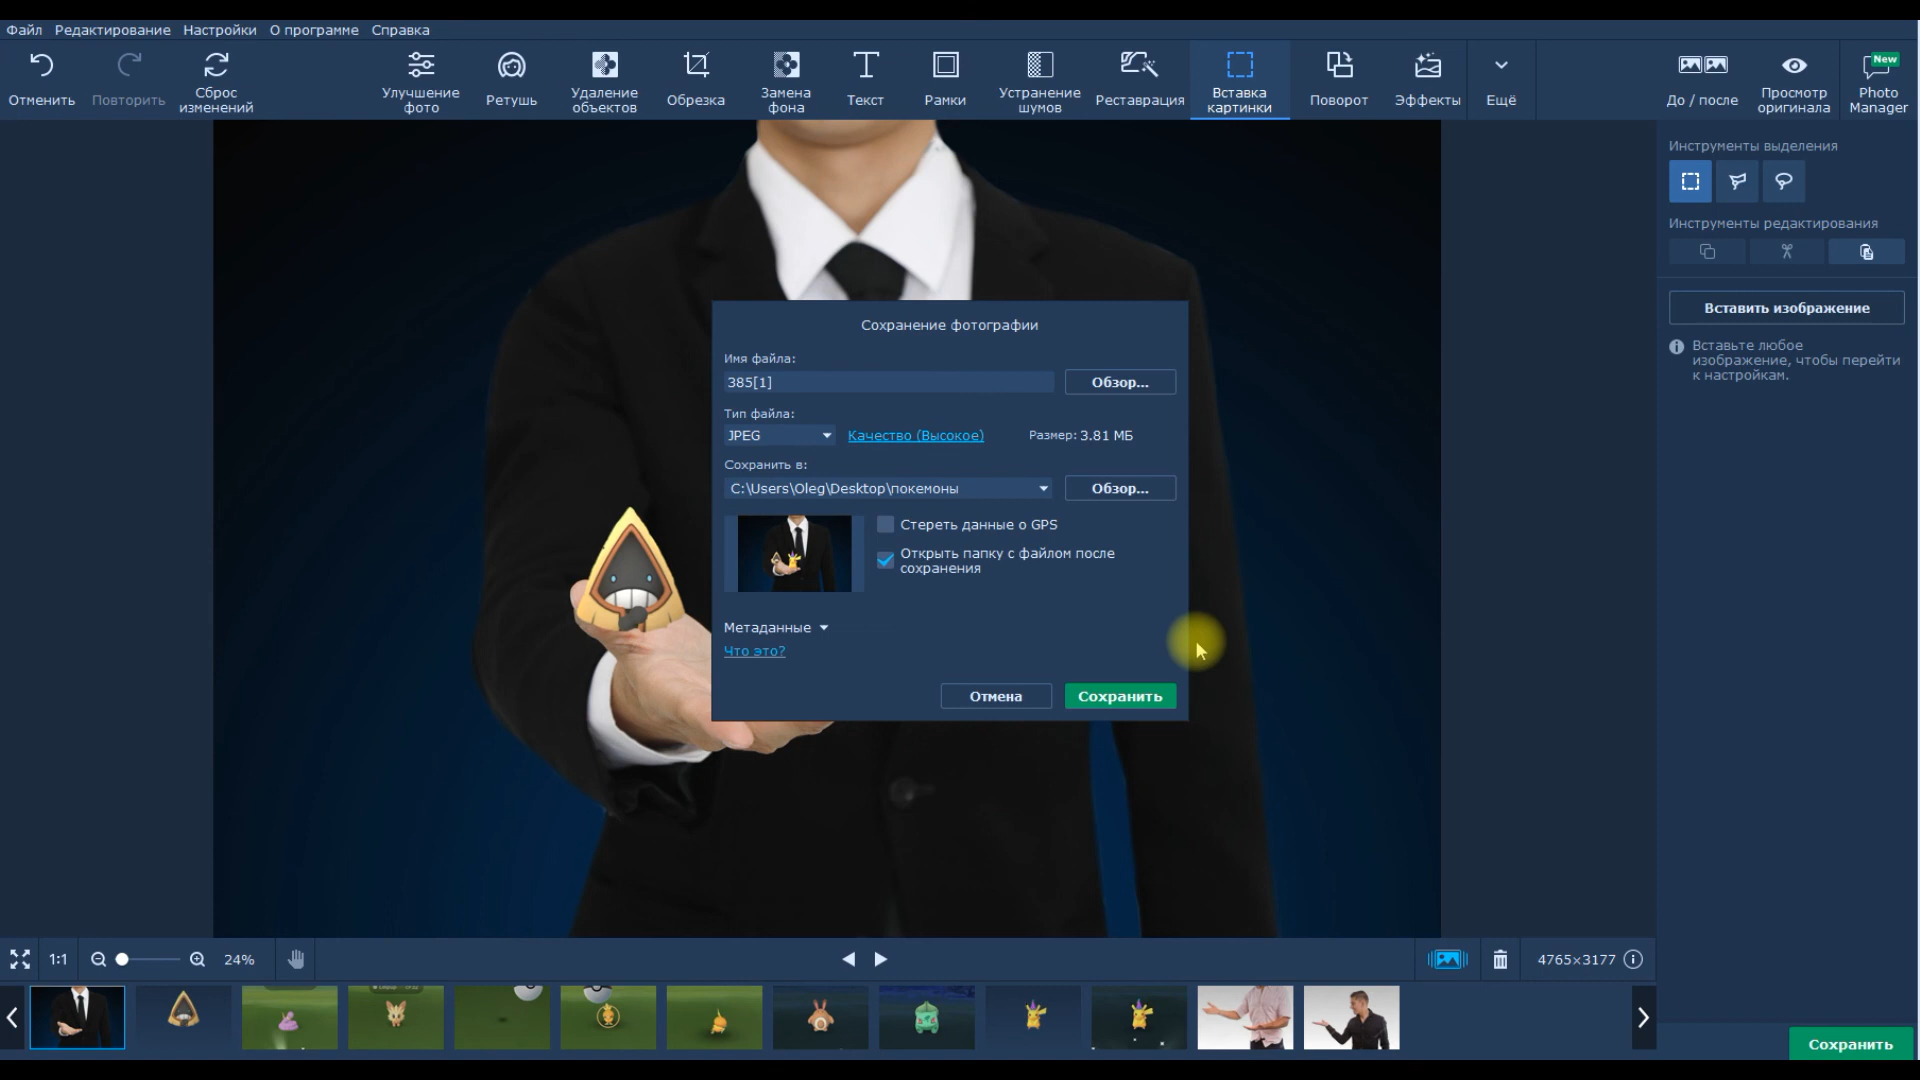 Файл Редактирование Настройки О программе Справка
Отменить
Повторить
Сброс
изменений
Улучшение
фото
Ретушь
Удаление
объектов
Обрезка
Замена
фона
Текст
Рамки
Устранение
шумов
Реставрация
Вставка
картинки
Поворот
Эффекты
Ещё
До / после
Просмотр
оригинала
New
Photo
Manager
Инструменты выделения
Инструменты редактирования
Вставить изображение
Вставьте любое
изображение, чтобы перейти
к настройкам.
Сохранение фотографии
Имя файла:
385[1]
Обзор...
Тип файла:
JPEG
Качество (Высокое)
Размер: 3.81 МБ
Сохранить в:
C:\Users\Oleg\Desktop\покемоны
Обзор...
Стереть данные о GPS
Открыть папку с файлом после
сохранения
Метаданные
Что это?
Отмена
Сохранить
1:1
24%
4765×3177
Сохранить